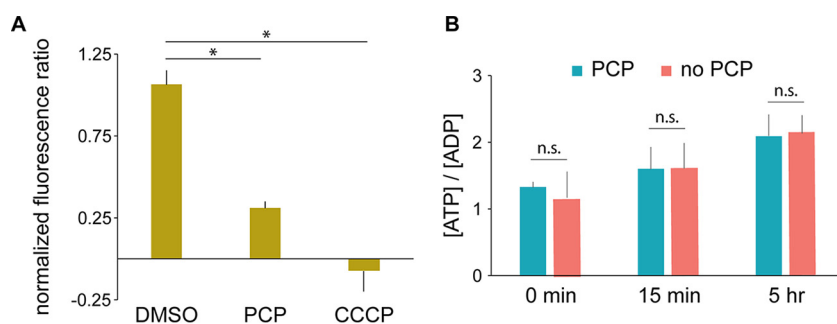 A
normalized fluorescence ratio
1.25
0.75
0.25
-0.25
*
*
DMSO PCP CCCP
B
PCP no PCP
[ATP] / [ADP]
3
2
1
0
n.s.
n.s.
n.s.
0 min 15 min 5 hr